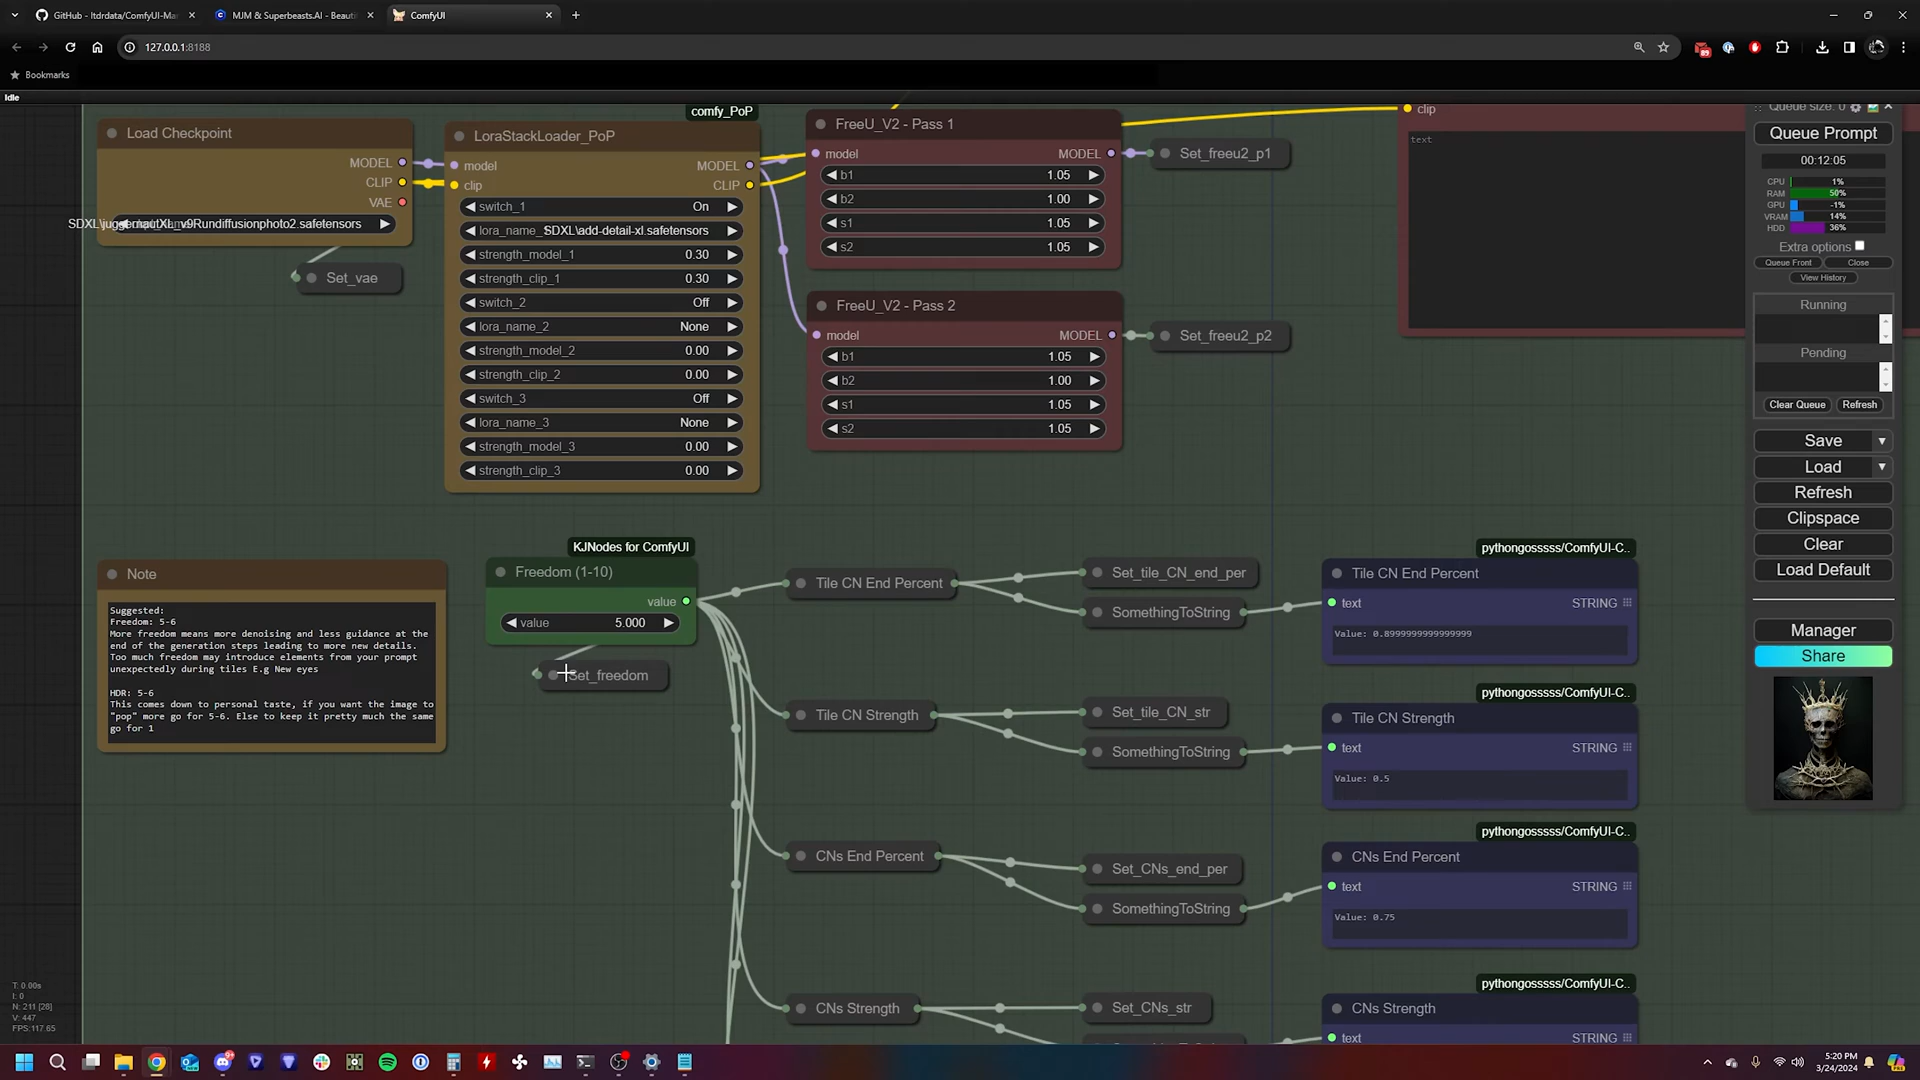 GitHub - ltdrdata/ComfyUI-Ma
MJM & Superbeasts.AI - Beauti
ComfyUI
127.0.0.1:8188
Bookmarks
Idle
comfy_PoP
Load Checkpoint
MODEL
CLIP
VAE
Set_vae
LoraStackLoader_PoP
model MODEL
clip CLIP
switch_1 On
lora_name_ SDXL\add-detail-xl.safetensors
strength_model_1 0.30
strength_clip_1 0.30
switch_2 Off
lora_name_2 None
strength_model_2 0.00
strength_clip_2 0.00
switch_3 Off
lora_name_3 None
strength_model_3 0.00
strength_clip_3 0.00
FreeU_V2 - Pass 1
model MODEL
b1 1.05
b2 1.00
s1 1.05
s2 1.05
Set_freeu2_p1
FreeU_V2 - Pass 2
model MODEL
b1 1.05
b2 1.00
s1 1.05
s2 1.05
Set_freeu2_p2
clip
text
Note
Suggested:
Freedom: 5-6
More freedom means more denoising and less guidance at the
end of the generation steps leading to more new details.
Too much freedom may introduce elements from your prompt
unexpectedly during tiles E.g New eyes
HDR: 5-6
This comes down to personal taste, if you want the image to
"pop" more go for 5-6. Else to keep it pretty much the same
go for 1
KJNodes for ComfyUI
Freedom (1-10)
value
value 5.000
Set_freedom
Tile CN End Percent
Set_tile_CN_end_per
SomethingToString
Tile CN Strength
Set_tile_CN_str
SomethingToString
CNs End Percent
Set_CNs_end_per
SomethingToString
CNs Strength
Set_CNs_str
pythongosssss/ComfyUI-C..
Tile CN End Percent
text STRING
Value: 0.8999999999999999
pythongosssss/ComfyUI-C..
Tile CN Strength
text STRING
Value: 0.5
pythongosssss/ComfyUI-C..
CNs End Percent
text STRING
Value: 0.75
pythongosssss/ComfyUI-C..
CNs Strength
text STRING
Queue size: 0
Queue Prompt
00:12:05
CPU 1%
RAM 50%
GPU -1%
VRAM 14%
HDD 36%
Extra options
Queue Front
Close
View History
Running
Pending
Clear Queue
Refresh
Save
Load
Refresh
Clipspace
Clear
Load Default
Manager
Share
T: 0.00s
I: 0
N: 211 [28]
V: 447
FPS:117.65
5:20 PM
3/24/2024